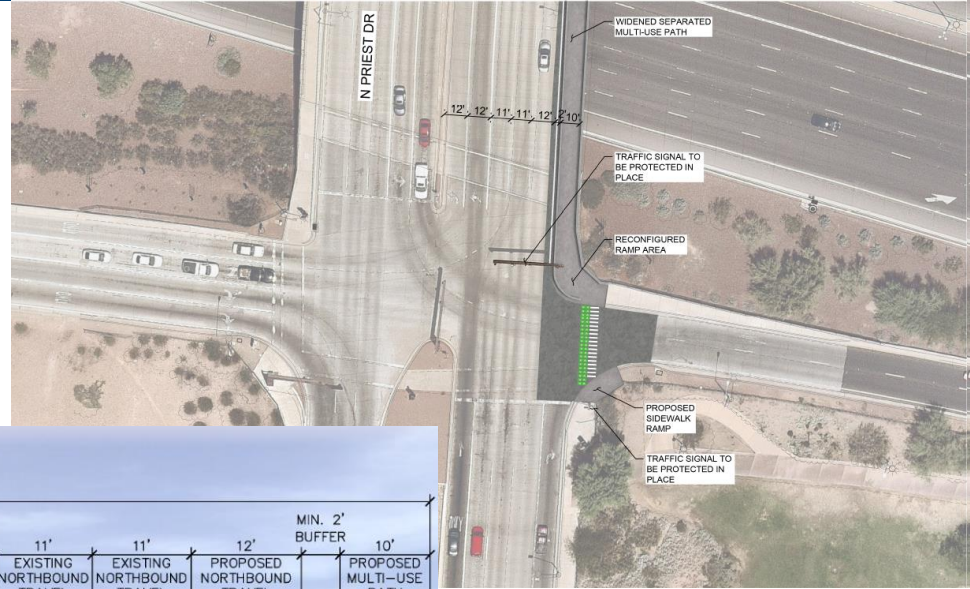 WIDENED SEPARATED
MULTI-USE PATH
N PRIEST DR
12' 12' 11' 11' 12' 2' 10'
TRAFFIC SIGNAL TO
BE PROTECTED IN
PLACE
RECONFIGURED
RAMP AREA
PROPOSED
SIDEWALK
RAMP
TRAFFIC SIGNAL TO
BE PROTECTED IN
PLACE
MIN. 2'
BUFFER
11' 11' 12' 10'
EXISTING EXISTING PROPOSED PROPOSED
NORTHBOUND NORTHBOUND NORTHBOUND MULTI-USE